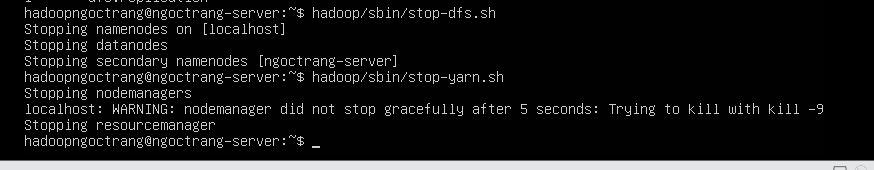 hadoopngoctrang@ngoctrang-server:~$ hadoop/sbin/stop-dfs.sh
Stopping namenodes on [localhost]
Stopping datanodes
Stopping secondary namenodes [ngoctrang-server]
hadoopngoctrang@ngoctrang-server:~$ hadoop/sbin/stop-yarn.sh
Stopping nodemanagers
localhost: WARNING: nodemanager did not stop gracefully after 5 seconds: Trying to kill with kill -9
Stopping resourcemanager
hadoopngoctrang@ngoctrang-server:~$ _